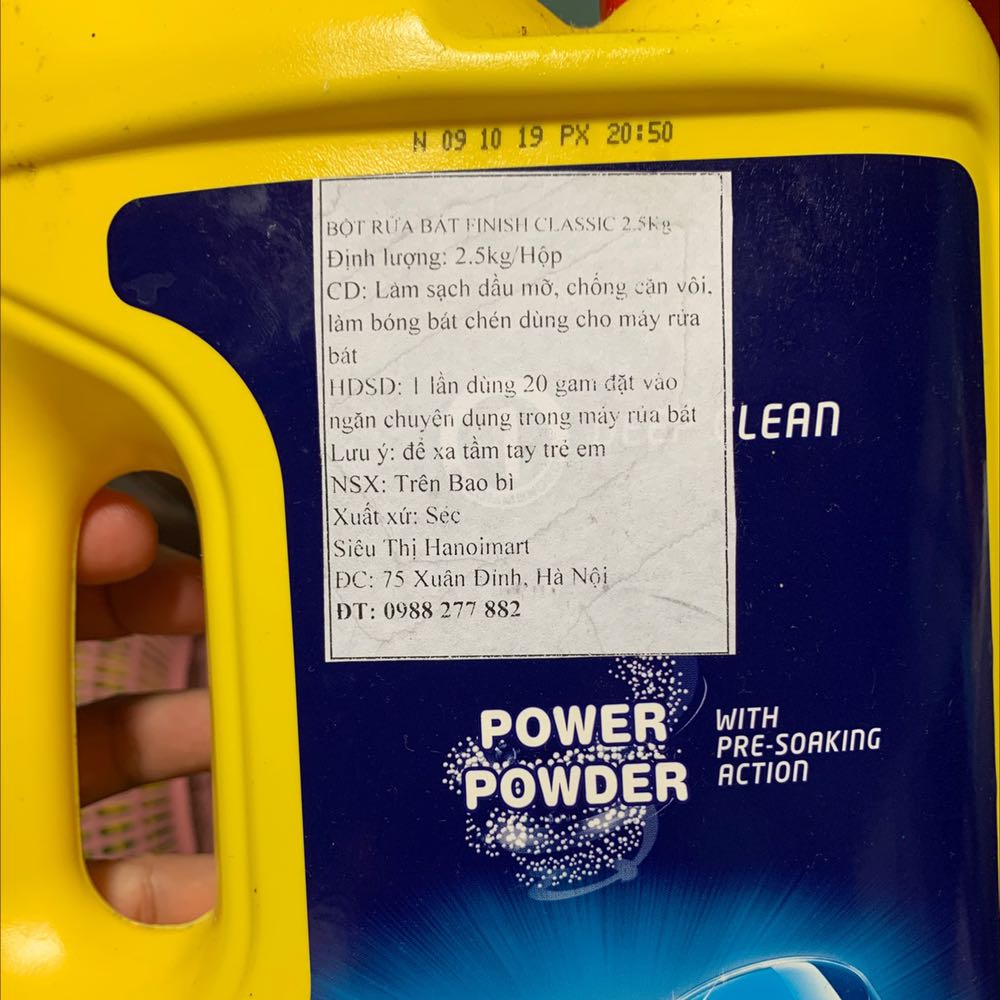 N 09 10 19 PX 20:50
BỘT RỬA BÁT FINISH CLASSIC 2.5Kg
Định lượng: 2.5kg/Hộp
CD: Làm sạch dầu mỡ, chống cặn vôi,
làm bóng bát chén dùng cho máy rửa
bát
HDSD: 1 lần dùng 20 gam đặt vào
ngăn chuyên dụng trong máy rửa bát
Lưu ý: để xa tầm tay trẻ em
NSX: Trên Bao bì
Xuất xứ: Séc
Siêu Thị Hanoimart
ĐC: 75 Xuân Đỉnh, Hà Nội
ĐT: 0988 277 882
CLEAN
POWER
POWDER
WITH
PRE-SOAKING
ACTION